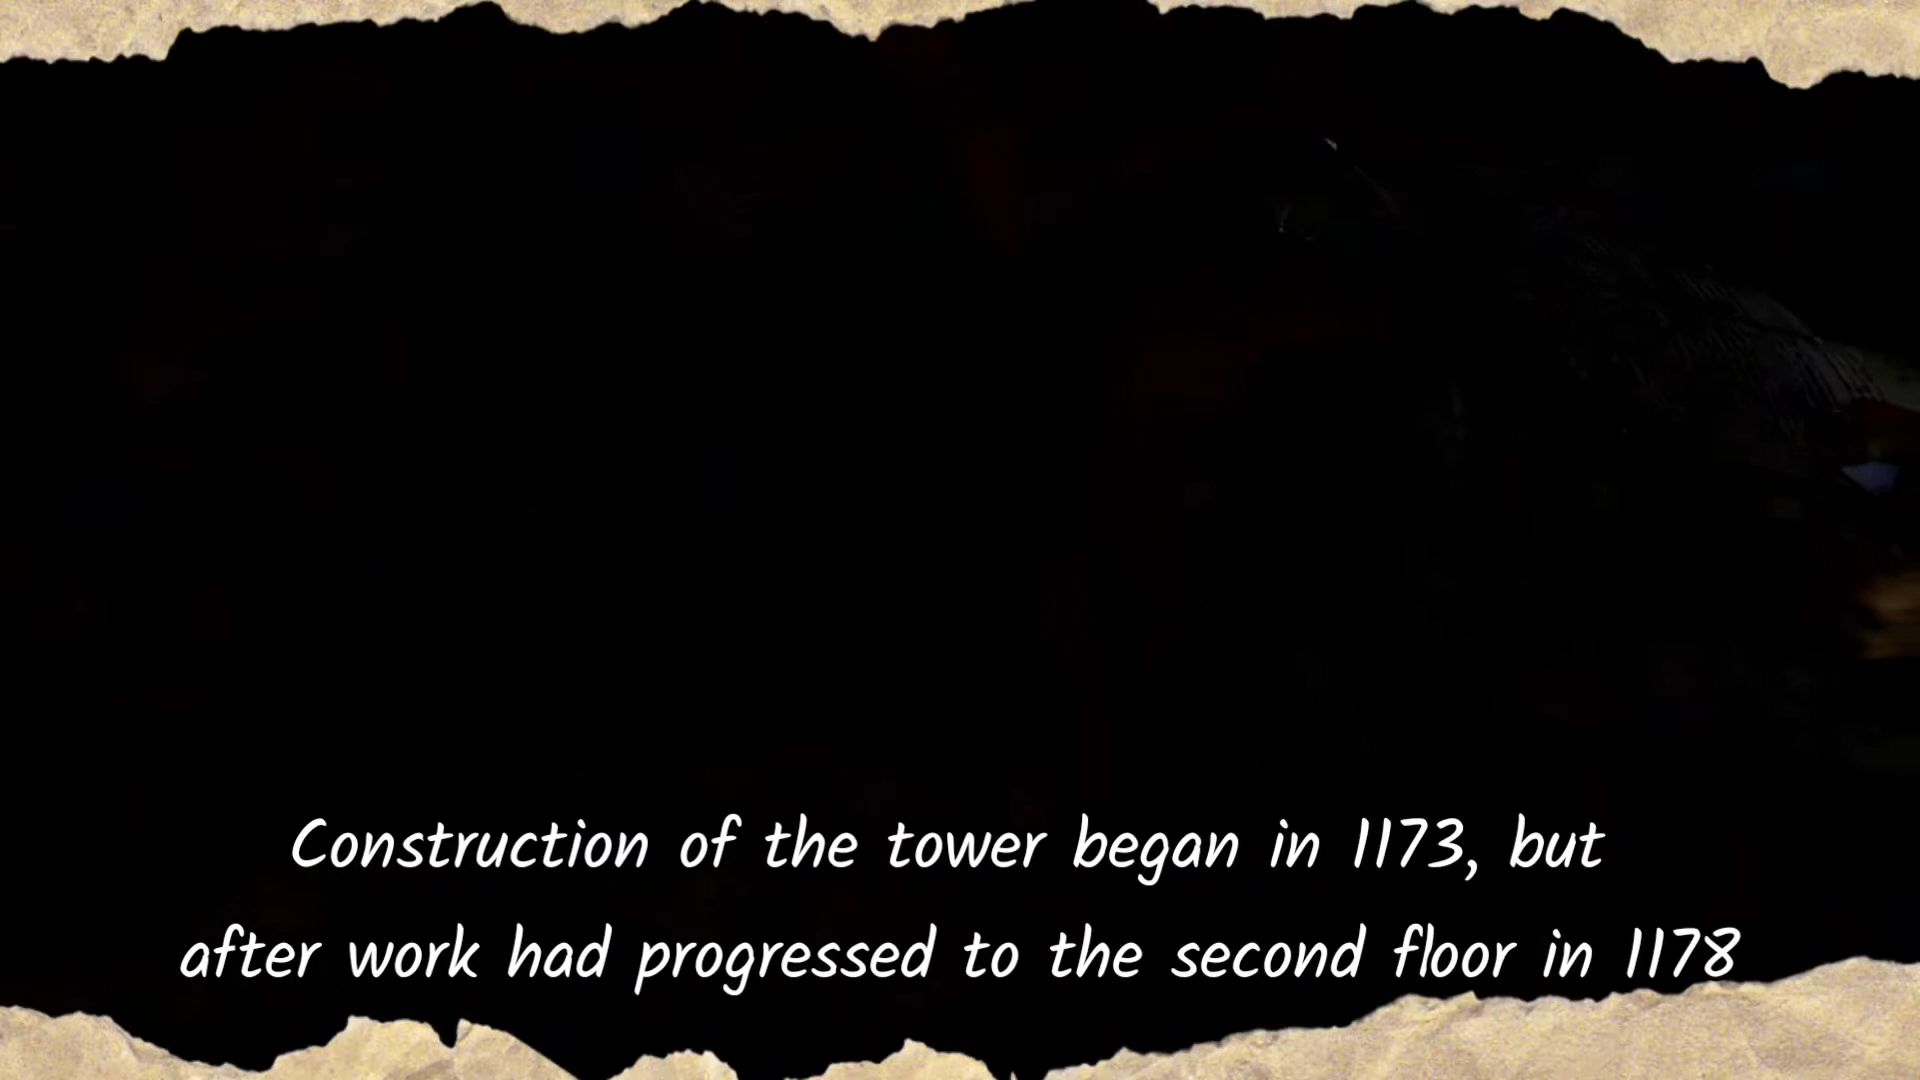 Construction of the tower began in 1173, but
after work had progressed to the second floor in 1178